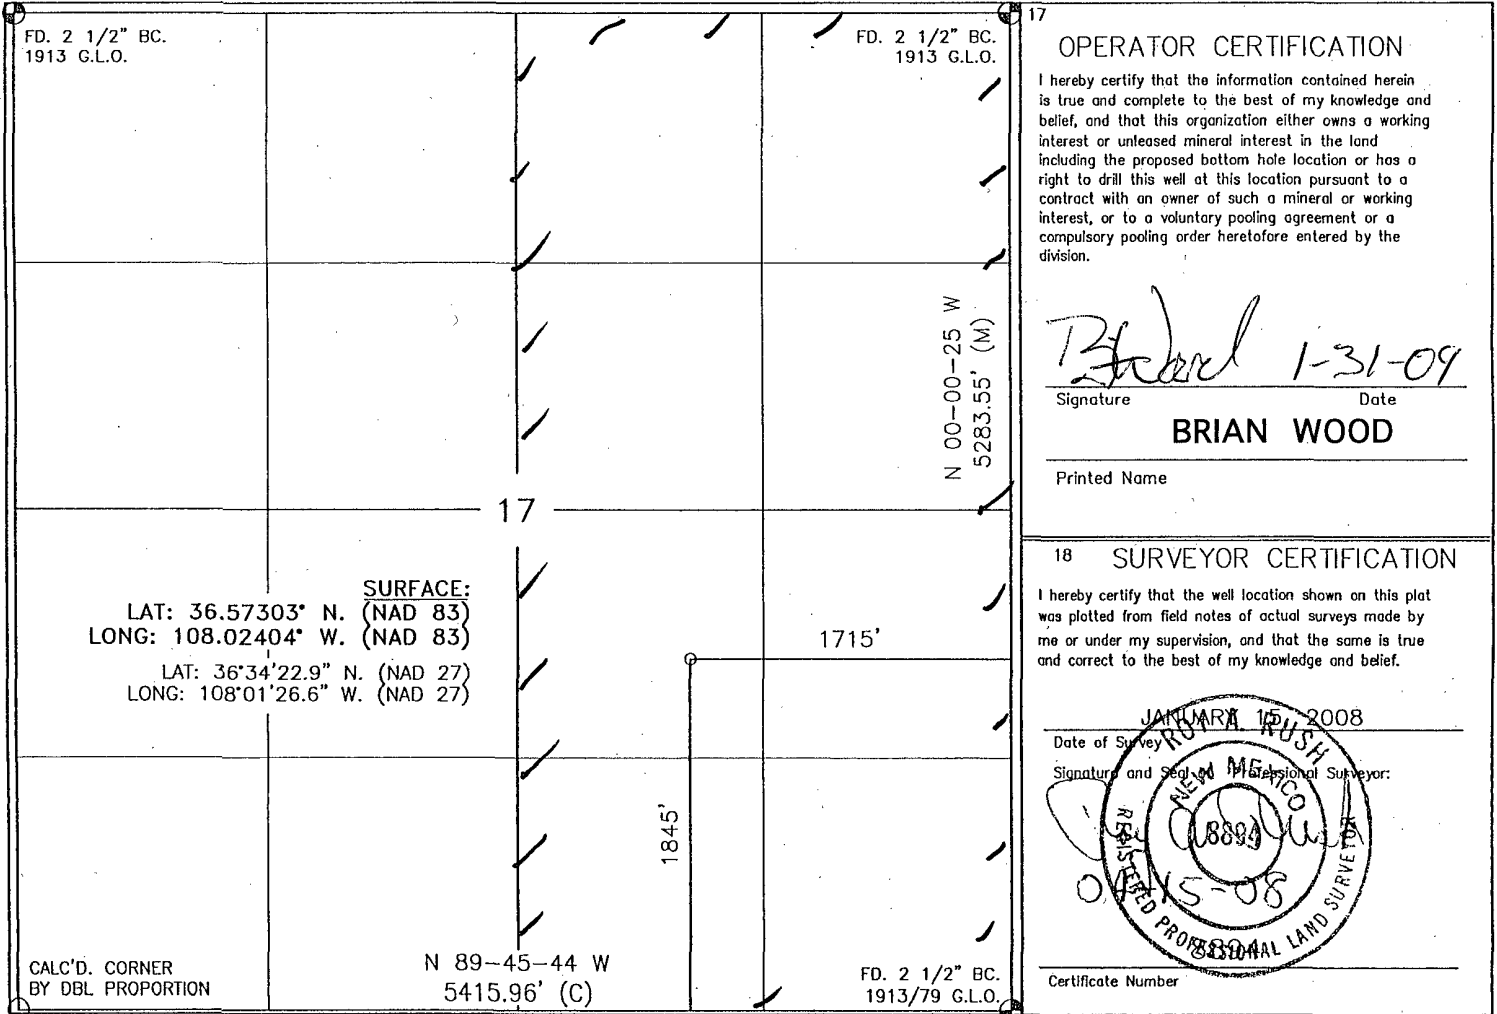 FD. 2 1/2" BC.
1913 G.L.O.
FD. 2 1/2" BC.
1913 G.L.O.
N 00-00-25 W
5283.55' (M)
17
SURFACE:
LAT: 36.57303° N. (NAD 83)
LONG: 108.02404° W. (NAD 83)
LAT: 36°34'22.9" N. (NAD 27)
LONG: 108°01'26.6" W. (NAD 27)
1715'
1845'
CALC'D. CORNER
BY DBL PROPORTION
N 89-45-44 W
5415.96' (C)
FD. 2 1/2" BC.
1913/79 G.L.O.
17
OPERATOR CERTIFICATION
I hereby certify that the information contained herein
is true and complete to the best of my knowledge and
belief, and that this organization either owns a working
interest or unleased mineral interest in the land
including the proposed bottom hole location or has a
right to drill this well at this location pursuant to a
contract with an owner of such a mineral or working
interest, or to a voluntary pooling agreement or a
compulsory pooling order heretofore entered by the
division.
1-31-09
Signature Date
BRIAN WOOD
Printed Name
18 SURVEYOR CERTIFICATION
I hereby certify that the well location shown on this plat
was plotted from field notes of actual surveys made by
me or under my supervision, and that the same is true
and correct to the best of my knowledge and belief.
JANUARY 15, 2008
Date of Survey
Signature and Seal of Professional Surveyor:
ROY A. RUSH
NEW MEXICO
8894
REGISTERED PROFESSIONAL LAND SURVEYOR
8894
Certificate Number